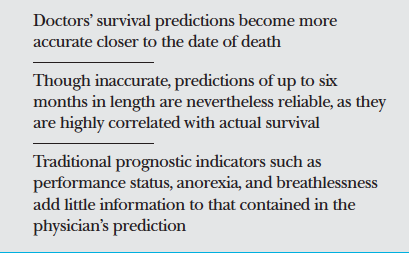 Doctors’ survival predictions become more
accurate closer to the date of death
Though inaccurate, predictions of up to six
months in length are nevertheless reliable, as they
are highly correlated with actual survival
Traditional prognostic indicators such as
performance status, anorexia, and breathlessness
add little information to that contained in the
physician’s prediction